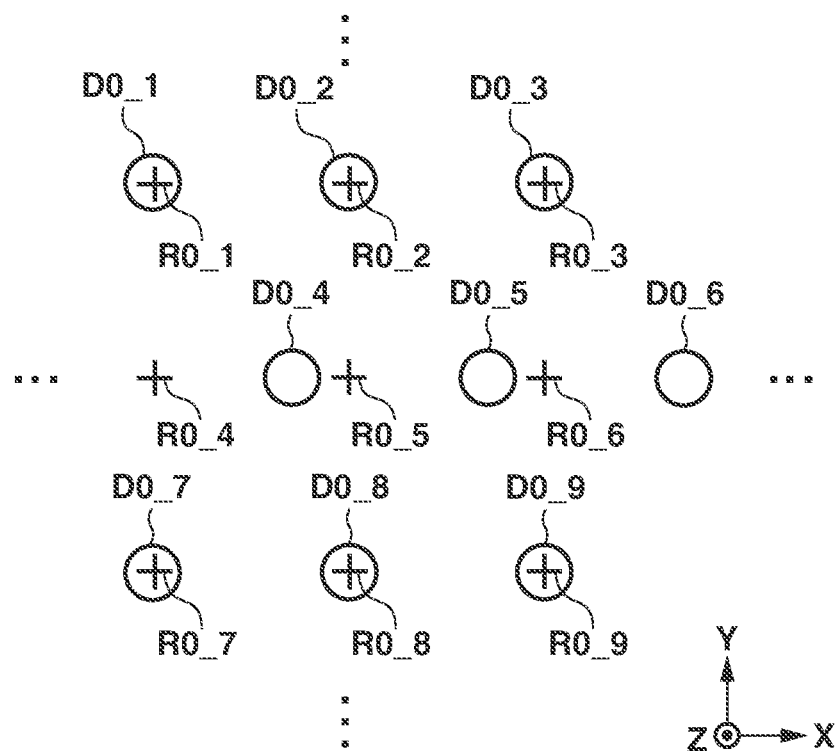 D0_1 D0_2 D0_3
R0_1 R0_2 R0_3
D0_4 D0_5 D0_6
R0_4 R0_5 R0_6
D0_7 D0_8 D0_9
R0_7 R0_8 R0_9
Y
Z X